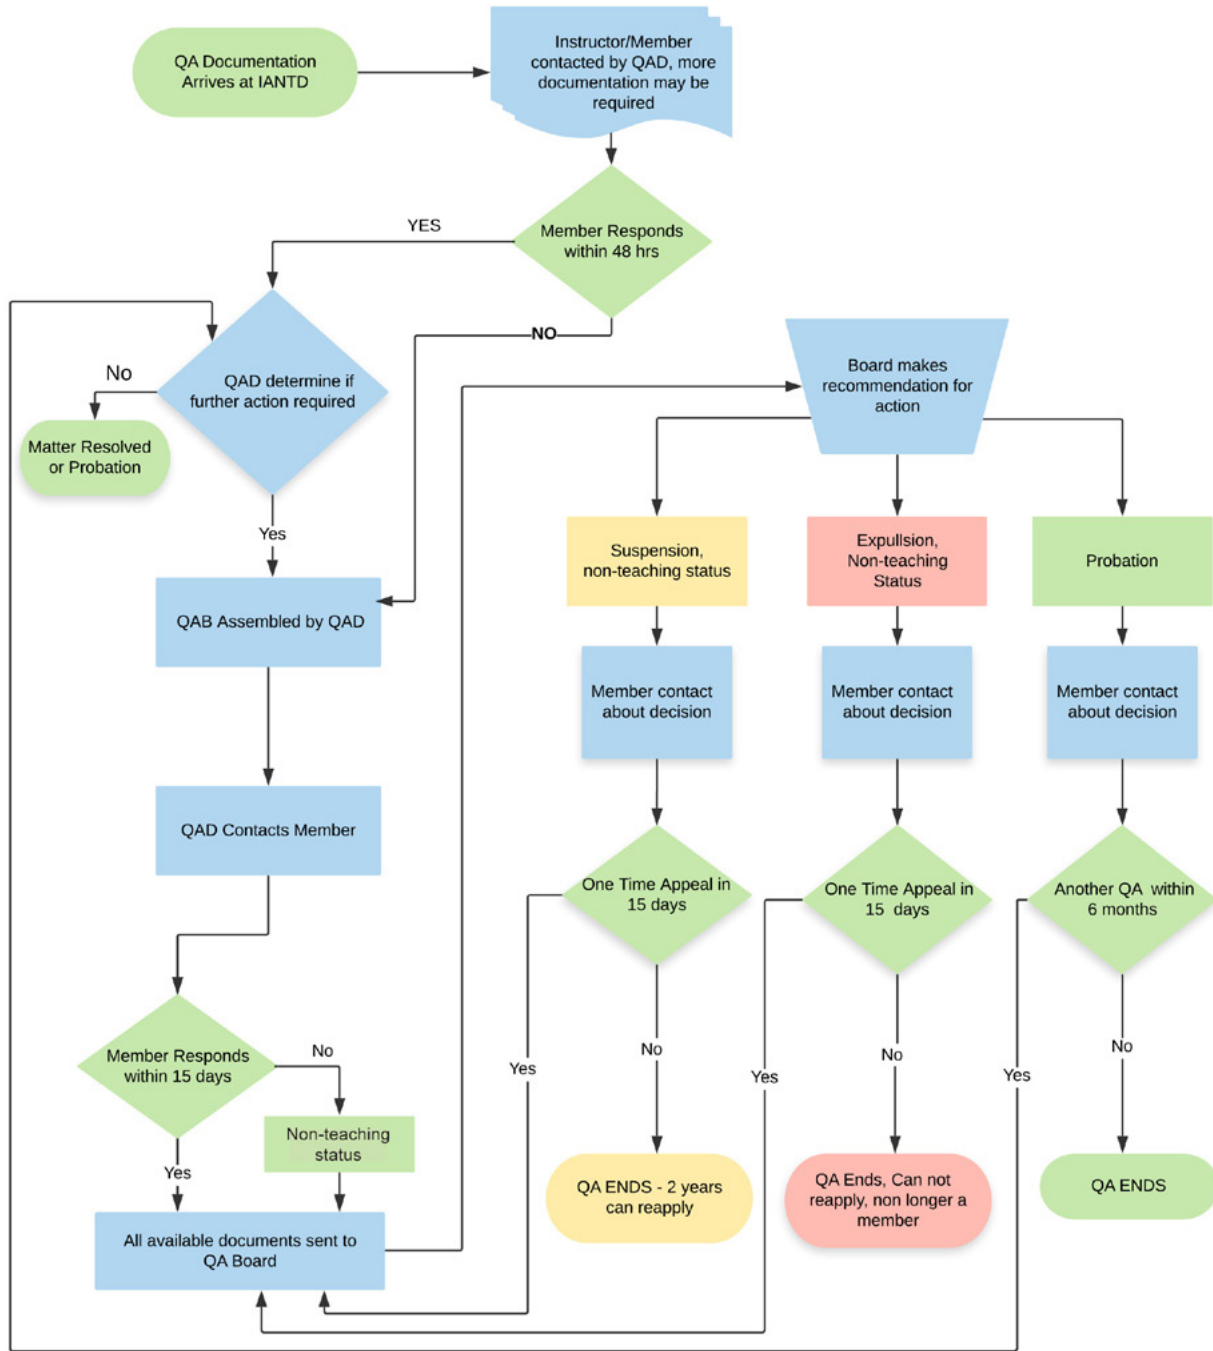 QA Documentation
Arrives at IANTD
Instructor/Member
contacted by QAD, more
documentation may be
required
Member Responds
within 48 hrs
YES
NO
QAD determine if
further action required
No
Matter Resolved
or Probation
Yes
QAB Assembled by QAD
QAD Contacts Member
Member Responds
within 15 days
No
Non-teaching
status
Yes
All available documents sent to
QA Board
Board makes
recommendation for
action
Suspension,
non-teaching status
Expullsion,
Non-teaching
Status
Probation
Member contact
about decision
Member contact
about decision
Member contact
about decision
One Time Appeal in
15 days
One Time Appeal in
15 days
Another QA within
6 months
Yes
No
Yes
No
Yes
No
QA ENDS - 2 years
can reapply
QA Ends, Can not
reapply, non longer a
member
QA ENDS